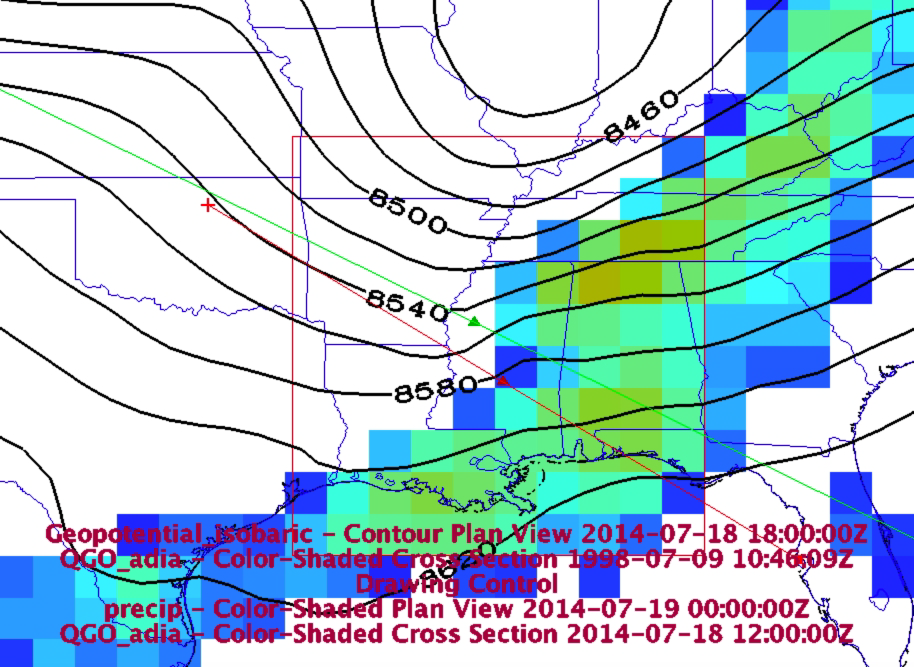 8460
8500
8540
8580
8620
Geopotential_Isobaric - Contour Plan View 2014-07-18 18:00:00Z
QGO_adia - Color-Shaded Cross Section 1998-07-09 10:46:09Z
Drawing Control
precip - Color-Shaded Plan View 2014-07-19 00:00:00Z
QGO_adia - Color-Shaded Cross Section 2014-07-18 12:00:00Z